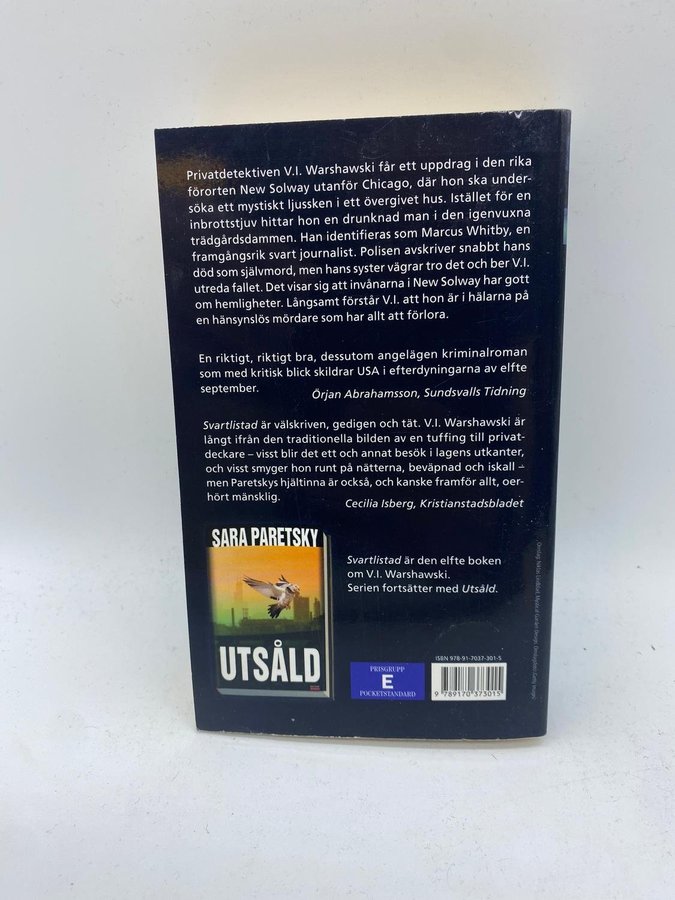 Privatdetektiven V.I. Warshawski får ett uppdrag i den rika
förorten New Solway utanför Chicago, där hon ska under-
söka ett mystiskt ljussken i ett övergivet hus. Istället för en
inbrottstjuv hittar hon en drunknad man i den igenvuxna
trädgårdsdammen. Han identifieras som Marcus Whitby, en
framgångsrik svart journalist. Polisen avskriver snabbt hans
död som självmord, men hans syster vägrar tro det och ber V.I.
utreda fallet. Det visar sig att invånarna i New Solway har gott
om hemligheter. Långsamt förstår V.I. att hon är i hälarna på
en hänsynslös mördare som har allt att förlora.
En riktigt, riktigt bra, dessutom angelägen kriminalroman
som med kritisk blick skildrar USA i efterdyningarna av elfte
september.
Örjan Abrahamsson, Sundsvalls Tidning
Svartlistad är välskriven, gedigen och tät. V.I. Warshawski är
långt ifrån den traditionella bilden av en tuffing till privat-
deckare – visst blir det ett och annat besök i lagens utkanter,
och visst smyger hon runt på nätterna, beväpnad och iskall –
men Paretskys hjältinna är också, och kanske framför allt, oer-
hört mänsklig.
Cecilia Isberg, Kristianstadsbladet
SARA PARETSKY
UTSÅLD
Svartlistad är den elfte boken
om V.I. Warshawski.
Serien fortsätter med Utsåld.
PRISGRUPP
E
POCKETSTANDARD
ISBN 978-91-7037-301-5
9 789170 373015